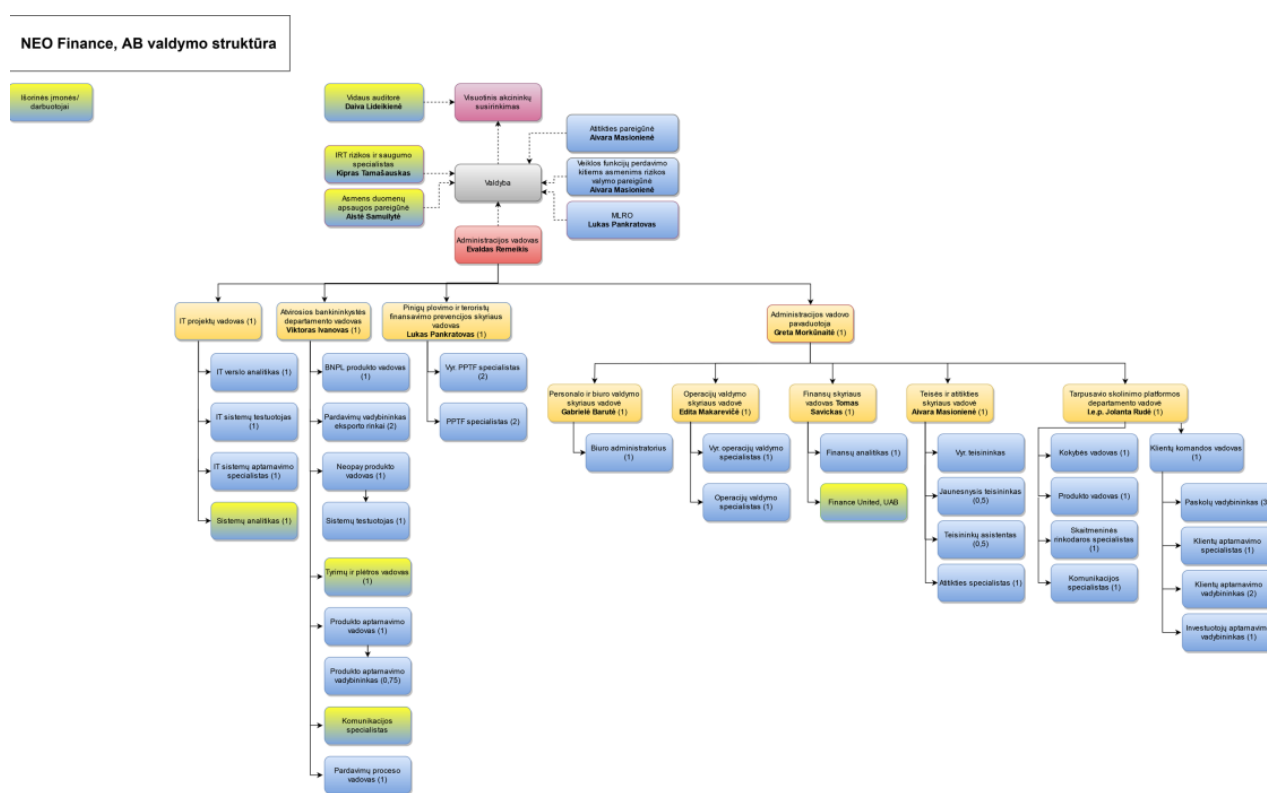 NEO Finance, AB valdymo struktūra
Išorinės įmonės/
darbuotojai
Vidaus auditorė
Daiva Lideikienė
Visuotinis akcininkų
susirinkimas
Atitikties pareigūnė
Aivara Masionienė
IRT rizikos ir saugumo
specialistas
Kipras Tamašauskas
Valdyba
Veiklos funkcijų perdavimo
kitiems asmenims rizikos
valymo pareigūnė
Aivara Masionienė
Asmens duomenų
apsaugos pareigūnė
Aistė Samuilytė
MLRO
Lukas Pankratovas
Administracijos vadovas
Evaldas Remeikis
IT projektų vadovas (1)
Atvirosios bankininkystės
departamento vadovas
Viktoras Ivanovas (1)
Pinigų plovimo ir teroristų
finansavimo prevencijos skyriaus
vadovas
Lukas Pankratovas (1)
Administracijos vadovo
pavaduotoja
Greta Morkūnaitė (1)
IT verslo analitikas (1)
IT sistemų testuotojas
(1)
IT sistemų aptarnavimo
specialistas (1)
Sistemų analitikas (1)
BNPL produkto vadovas
(1)
Pardavimų vadybininkas
eksporto rinkai (2)
Neopay produkto
vadovas (1)
Sistemų testuotojas (1)
Tyrimų ir plėtros vadovas
(1)
Produkto aptarnavimo
vadovas (1)
Produkto aptarnavimo
vadybininkas (0,75)
Komunikacijos
specialistas
Pardavimų proceso
vadovas (1)
Vyr. PPTF specialistas
(2)
PPTF specialistas (2)
Personalo ir biuro valdymo
skyriaus vadovė
Gabrielė Barutė (1)
Biuro administratorius
(1)
Operacijų valdymo
skyriaus vadovė
Edita Makarevičė (1)
Vyr. operacijų valdymo
specialistas (1)
Operacijų valdymo
specialistas (1)
Finansų skyriaus
vadovas Tomas
Savickas (1)
Finansų analitikas (1)
Finance United, UAB
Teisės ir atitikties
skyriaus vadovė
Aivara Masionienė (1)
Vyr. teisininkas
Jaunesnysis teisininkas
(0,5)
Teisininkų asistentas
(0,5)
Atitikties specialistas (1)
Tarpusavio skolinimo platformos
departamento vadovė
l.e.p. Jolanta Rudė (1)
Kokybės vadovas (1)
Produkto vadovas (1)
Skaitmeninės
rinkodaros specialistas
(1)
Komunikacijos
specialistas (1)
Klientų komandos vadovas
(1)
Paskolų vadybininkas (3
Klientų aptarnavimo
specialistas (1)
Klientų aptarnavimo
vadybininkas (2)
Investuotojų aptarnavimo
vadybininkas (1)